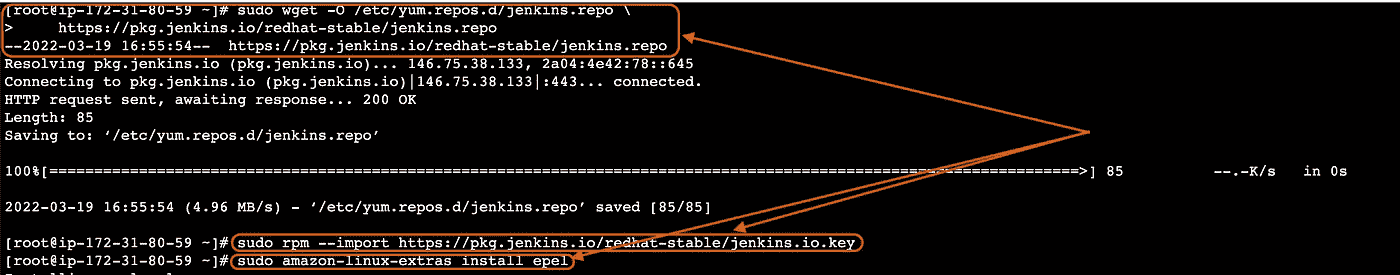 [root@ip-172-31-80-59 ~]# sudo wget -O /etc/yum.repos.d/jenkins.repo \
>     https://pkg.jenkins.io/redhat-stable/jenkins.repo
--2022-03-19 16:55:54--  https://pkg.jenkins.io/redhat-stable/jenkins.repo
Resolving pkg.jenkins.io (pkg.jenkins.io)... 146.75.38.133, 2a04:4e42:78::645
Connecting to pkg.jenkins.io (pkg.jenkins.io)|146.75.38.133|:443... connected.
HTTP request sent, awaiting response... 200 OK
Length: 85
Saving to: ‘/etc/yum.repos.d/jenkins.repo’
100%[======================================================================================================================>] 85          --.-K/s   in 0s
2022-03-19 16:55:54 (4.96 MB/s) - ‘/etc/yum.repos.d/jenkins.repo’ saved [85/85]
[root@ip-172-31-80-59 ~]# sudo rpm --import https://pkg.jenkins.io/redhat-stable/jenkins.io.key
[root@ip-172-31-80-59 ~]# sudo amazon-linux-extras install epel